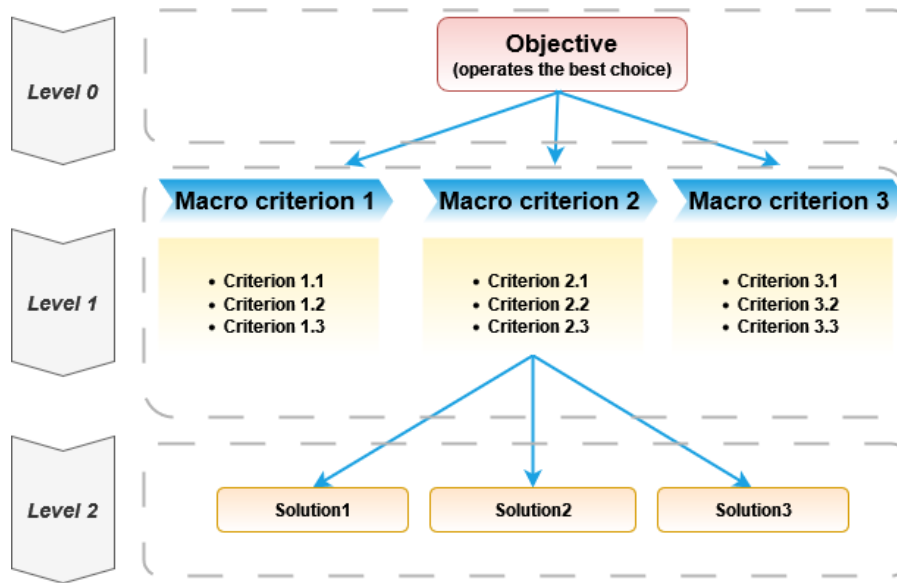 Level 0
Objective
(operates the best choice)
Macro criterion 1
Macro criterion 2
Macro criterion 3
Level 1
• Criterion 1.1
• Criterion 1.2
• Criterion 1.3
• Criterion 2.1
• Criterion 2.2
• Criterion 2.3
• Criterion 3.1
• Criterion 3.2
• Criterion 3.3
Level 2
Solution1
Solution2
Solution3